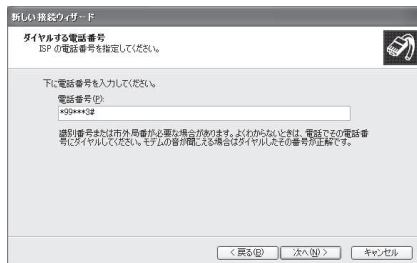 新しい接続ウィザード
ダイヤルする電話番号
ISP の電話番号を指定してください。
下に電話番号を入力してください。
電話番号(P):
*99***3#
識別番号または市外局番が必要な場合があります。よくわからないときは、電話でその電話番
号にダイヤルしてください。モデムの音が聞こえる場合はダイヤルしたその番号が正解です。
< 戻る(B)
次へ(N) >
キャンセル